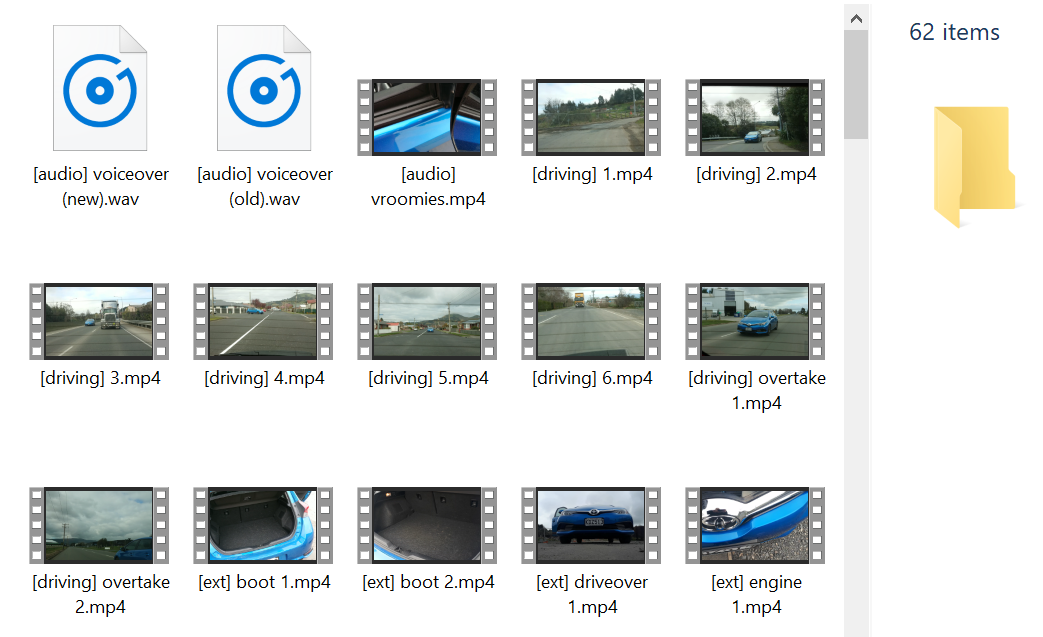 62 items
[audio] voiceover
(new).wav
[audio] voiceover
(old).wav
[audio]
vroomies.mp4
[driving] 1.mp4
[driving] 2.mp4
[driving] 3.mp4
[driving] 4.mp4
[driving] 5.mp4
[driving] 6.mp4
[driving] overtake
1.mp4
[driving] overtake
2.mp4
[ext] boot 1.mp4
[ext] boot 2.mp4
[ext] driveover
1.mp4
[ext] engine
1.mp4